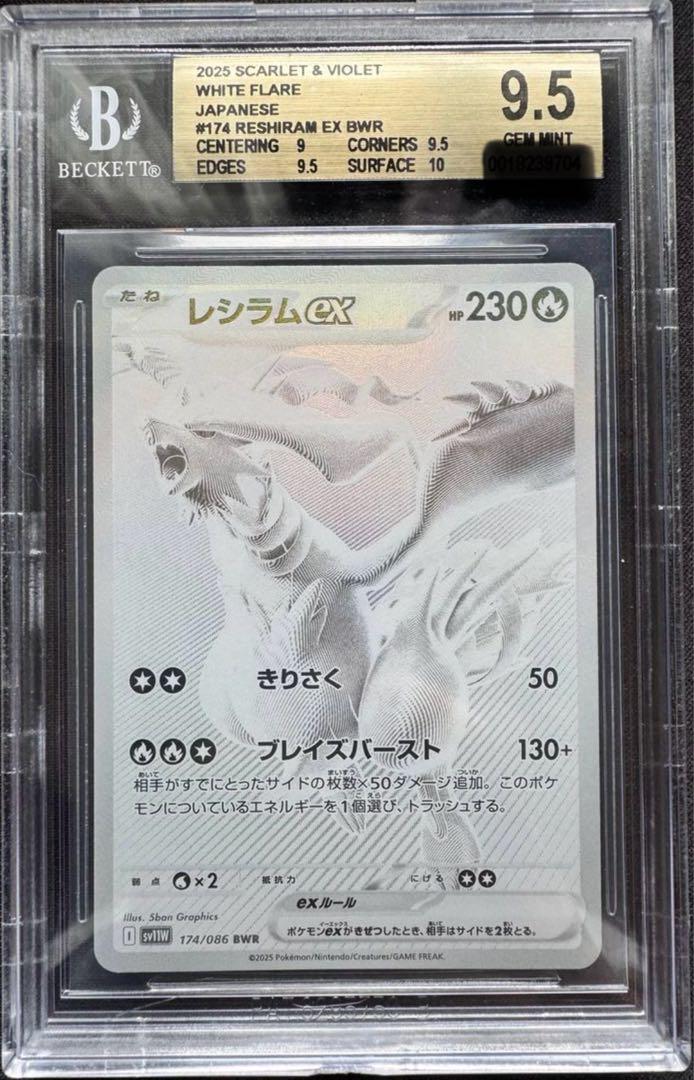 2025 SCARLET & VIOLET
WHITE FLARE
JAPANESE
#174 RESHIRAM EX BWR
CENTERING 9 CORNERS 9.5
EDGES 9.5 SURFACE 10
9.5
GEM MINT
0018239704
B
BECKETT®
たね レシラムex HP 230
きりさく 50
ブレイズバースト 130+
相手がすでにとったサイドの枚数×50ダメージ追加。このポケ
モンについているエネルギーを1個選び、トラッシュする。
弱点 ×2 抵抗力 にげる
exルール
ポケモンexがきぜつしたとき、相手はサイドを2枚とる。
Illus. 5ban Graphics
I sv11W 174/086 BWR
©2025 Pokémon/Nintendo/Creatures/GAME FREAK.